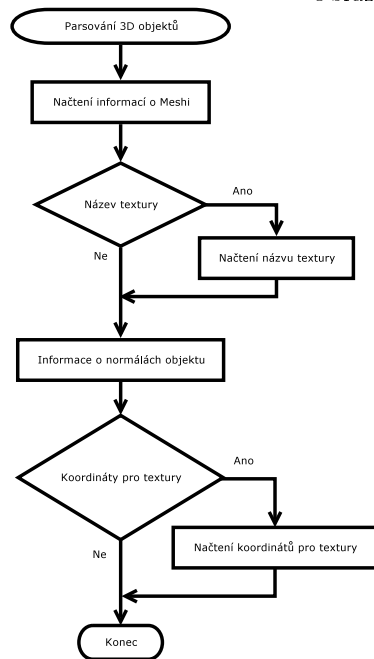 Parsování 3D objektů
Načtení informací o Meshi
Název textury
Ano
Ne
Načtení názvu textury
Informace o normálách objektu
Koordináty pro textury
Ano
Načtení koordinátů pro textury
Ne
Konec